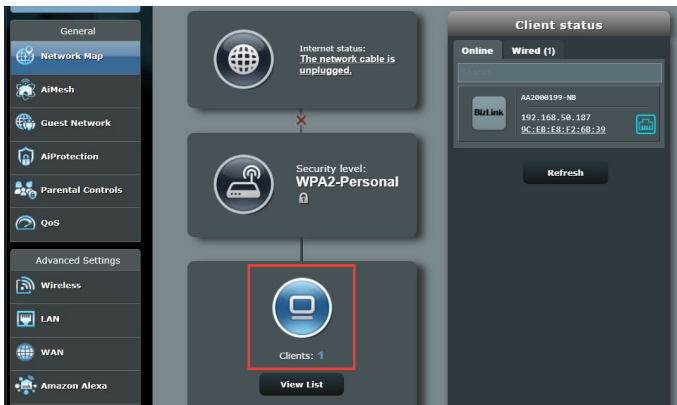 General
Network Map
AiMesh
Guest Network
AiProtection
Parental Controls
QoS
Advanced Settings
Wireless
LAN
WAN
Amazon Alexa
Internet status:
The network cable is
unplugged.
Security level:
WPA2-Personal
Clients: 1
View List
Client status
Online Wired (1)
BizLink
AA2000199-NB
192.168.50.187
9C:EB:E8:F2:6B:39
Refresh